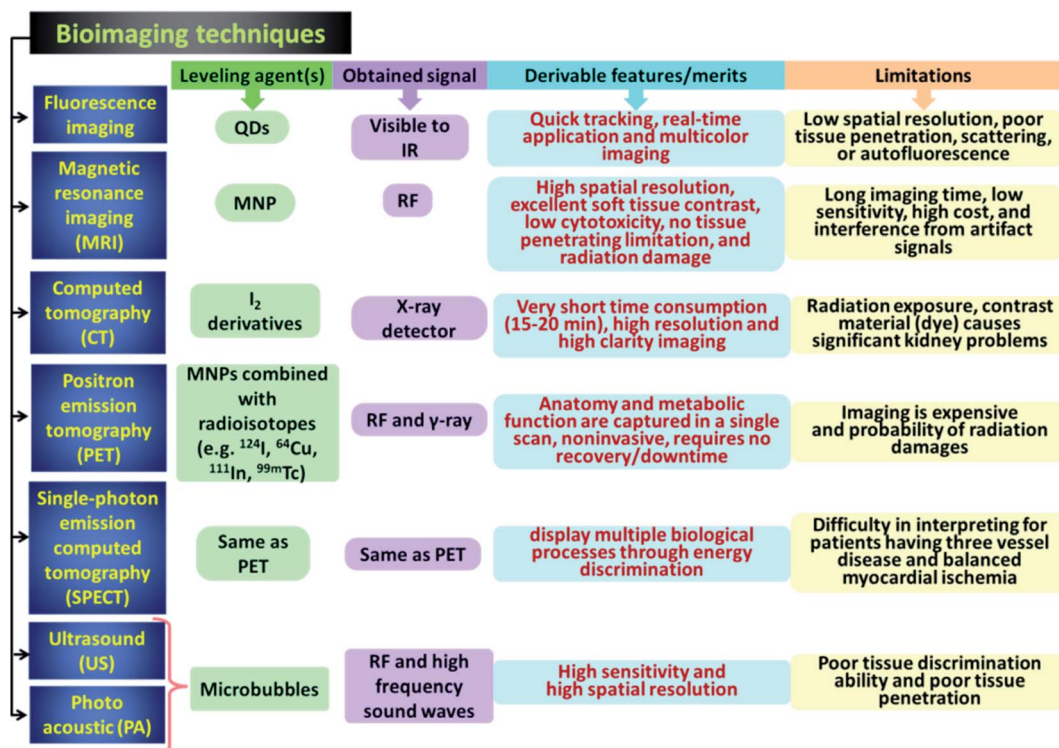 Bioimaging techniques
Leveling agent(s)
Obtained signal
Derivable features/merits
Limitations
Fluorescence
imaging
QDs
Visible to
IR
Quick tracking, real-time
application and multicolor
imaging
Low spatial resolution, poor
tissue penetration, scattering,
or autofluorescence
Magnetic
resonance
imaging
(MRI)
MNP
RF
High spatial resolution,
excellent soft tissue contrast,
low cytotoxicity, no tissue
penetrating limitation, and
radiation damage
Long imaging time, low
sensitivity, high cost, and
interference from artifact
signals
Computed
tomography
(CT)
I₂
derivatives
X-ray
detector
Very short time consumption
(15-20 min), high resolution and
high clarity imaging
Radiation exposure, contrast
material (dye) causes
significant kidney problems
Positron
emission
tomography
(PET)
MNPs combined
with
radioisotopes
(e.g. ¹²⁴I, ⁶⁴Cu,
¹¹¹In, ⁹⁹ᵐTc)
RF and γ-ray
Anatomy and metabolic
function are captured in a single
scan, noninvasive, requires no
recovery/downtime
Imaging is expensive
and probability of radiation
damages
Single-photon
emission
computed
tomography
(SPECT)
Same as
PET
Same as PET
display multiple biological
processes through energy
discrimination
Difficulty in interpreting for
patients having three vessel
disease and balanced
myocardial ischemia
Ultrasound
(US)
Photo
acoustic (PA)
Microbubbles
RF and high
frequency
sound waves
High sensitivity and
high spatial resolution
Poor tissue discrimination
ability and poor tissue
penetration